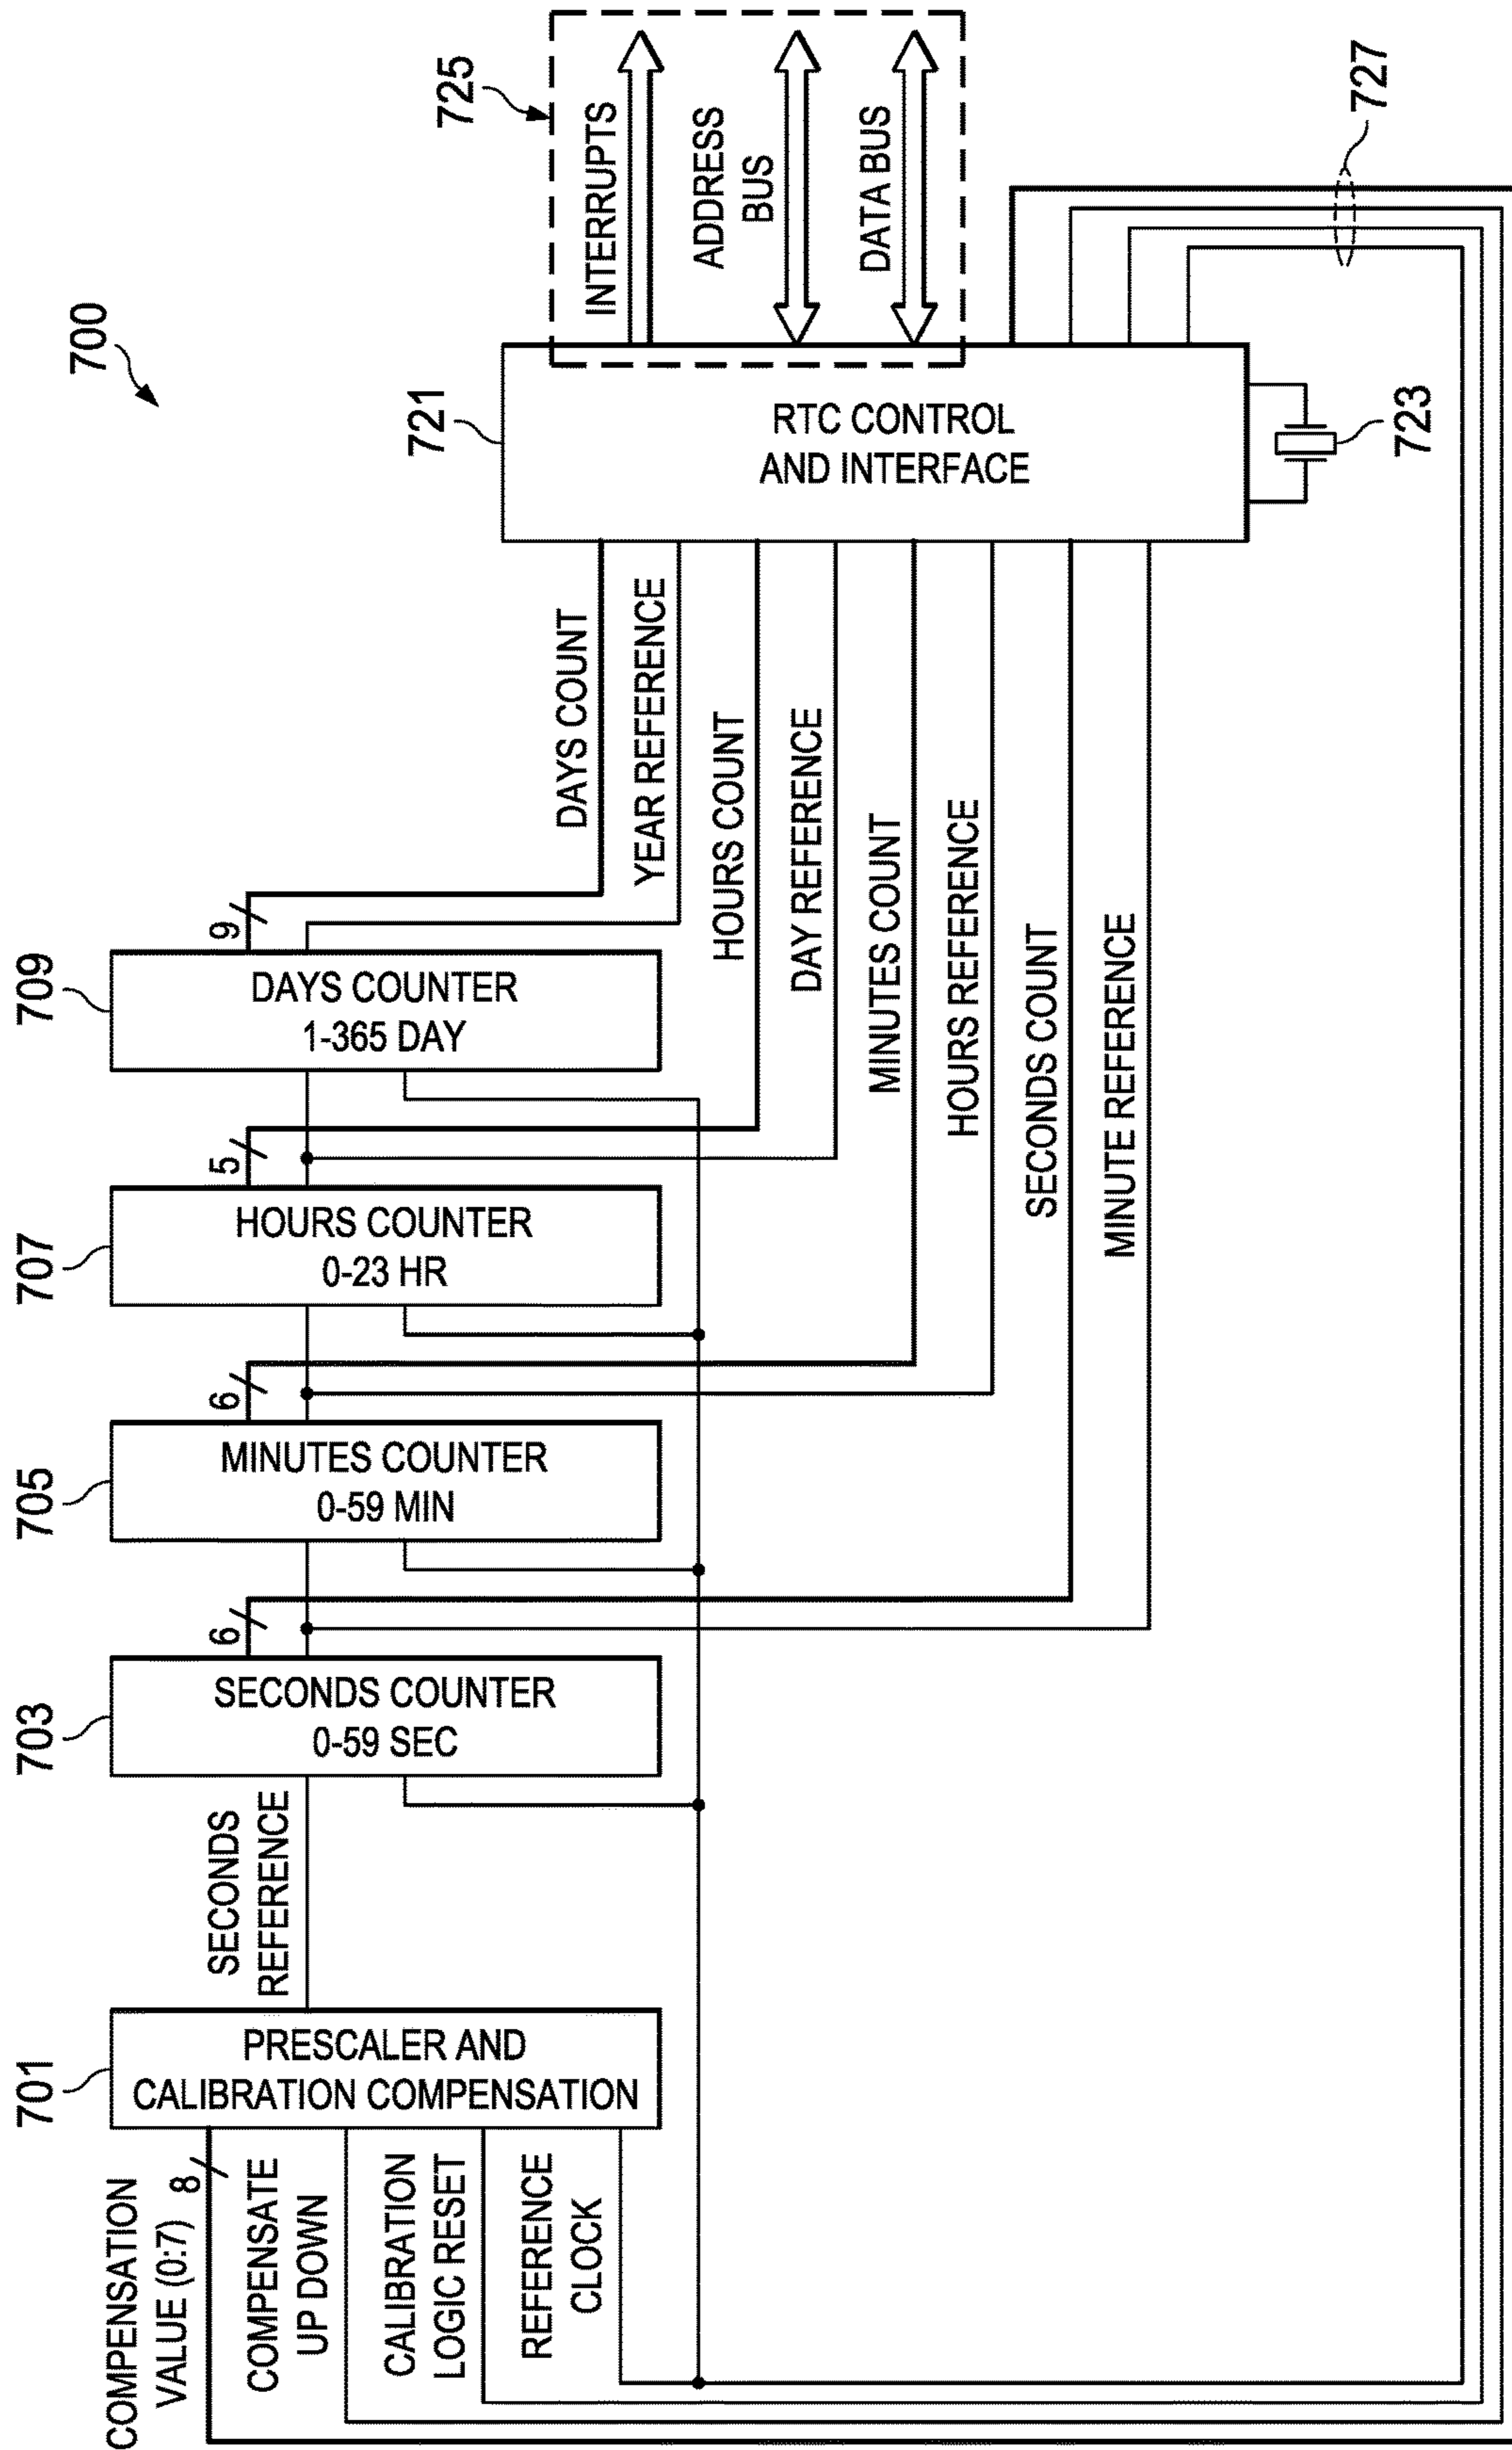 700
701
PRESCALER AND
CALIBRATION COMPENSATION
COMPENSATION
VALUE (0:7)
8
COMPENSATE
UP DOWN
CALIBRATION
LOGIC RESET
REFERENCE
CLOCK
SECONDS
REFERENCE
703
SECONDS COUNTER
0-59 SEC
6
705
MINUTES COUNTER
0-59 MIN
6
707
HOURS COUNTER
0-23 HR
5
709
DAYS COUNTER
1-365 DAY
9
DAYS COUNT
YEAR REFERENCE
HOURS COUNT
DAY REFERENCE
MINUTES COUNT
HOURS REFERENCE
SECONDS COUNT
MINUTE REFERENCE
721
RTC CONTROL
AND INTERFACE
723
725
INTERRUPTS
ADDRESS
BUS
DATA BUS
727